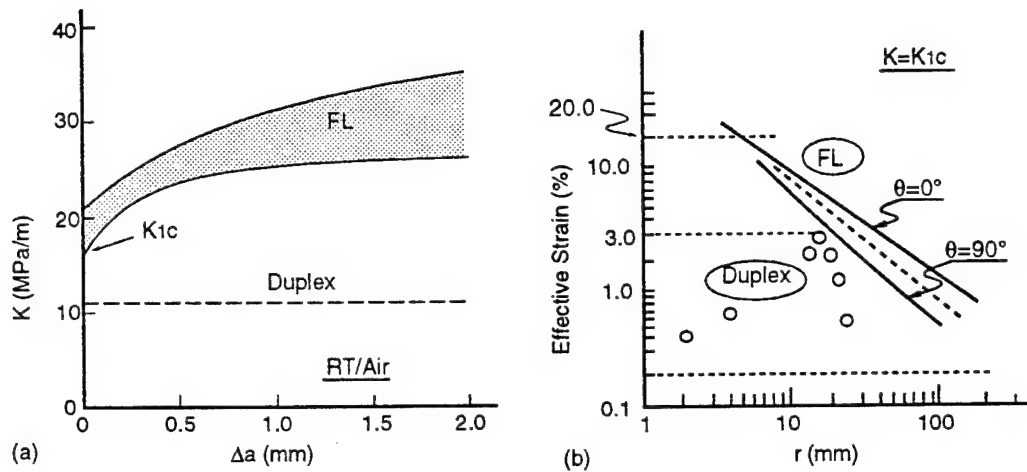 40
30
20
10
0
K (MPa/m)
FL
K1c
Duplex
RT/Air
0
0.5
1.0
1.5
2.0
(a)
Δa (mm)
K=K1c
20.0
10.0
3.0
1.0
0.1
Effective Strain (%)
FL
θ=0°
θ=90°
Duplex
1
10
100
(b)
r (mm)